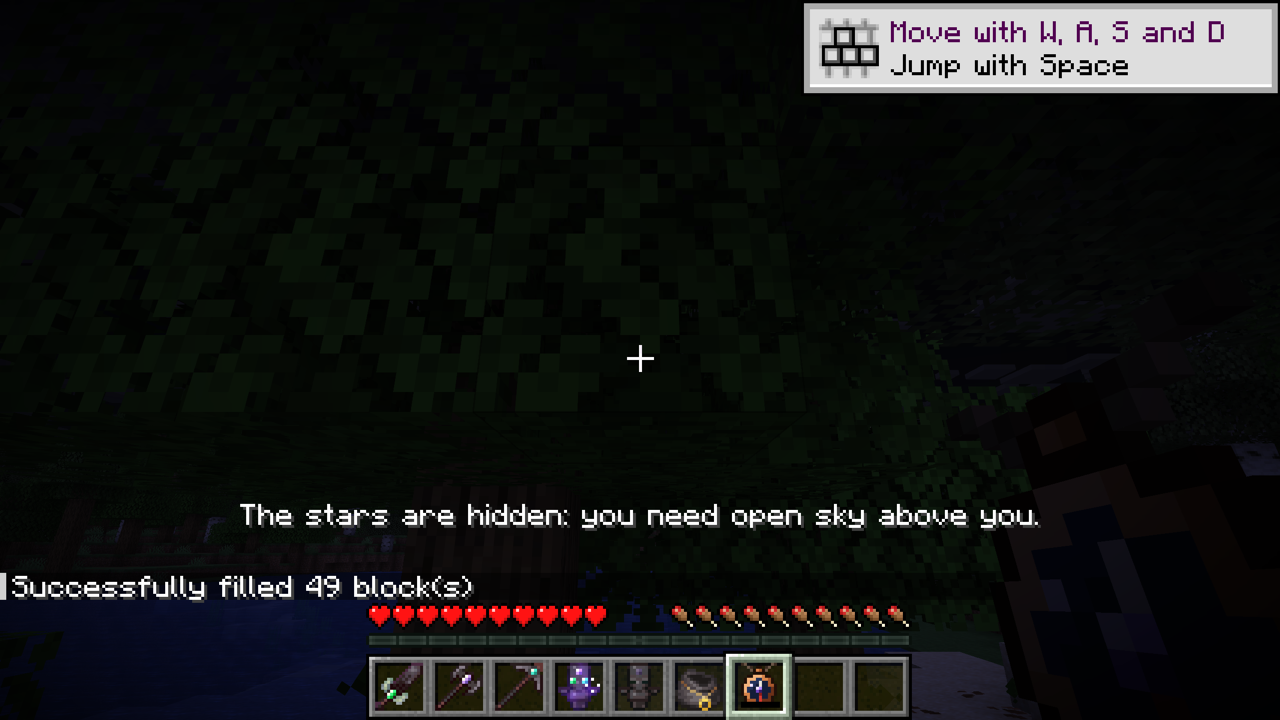 Move with W, A, S and D
Jump with Space
The stars are hidden: you need open sky above you.
Successfully filled 49 block(s)